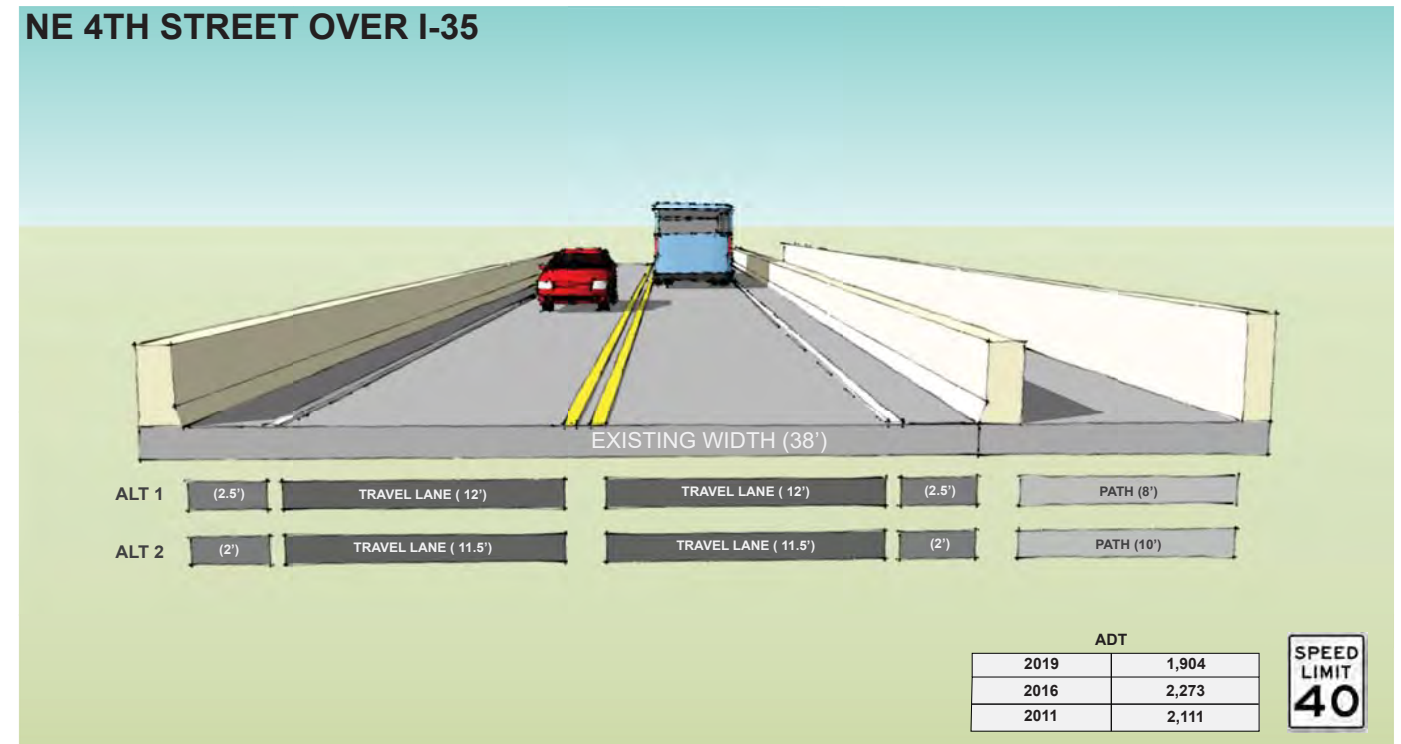 NE 4TH STREET OVER I-35
EXISTING WIDTH (38’)
ALT 1 (2.5’) TRAVEL LANE ( 12’) TRAVEL LANE ( 12’) (2.5’) PATH (8’)
ALT 2 (2’) TRAVEL LANE ( 11.5’) TRAVEL LANE ( 11.5’) (2’) PATH (10’)
ADT
2019 1,904
2016 2,273
2011 2,111
SPEED
LIMIT
40